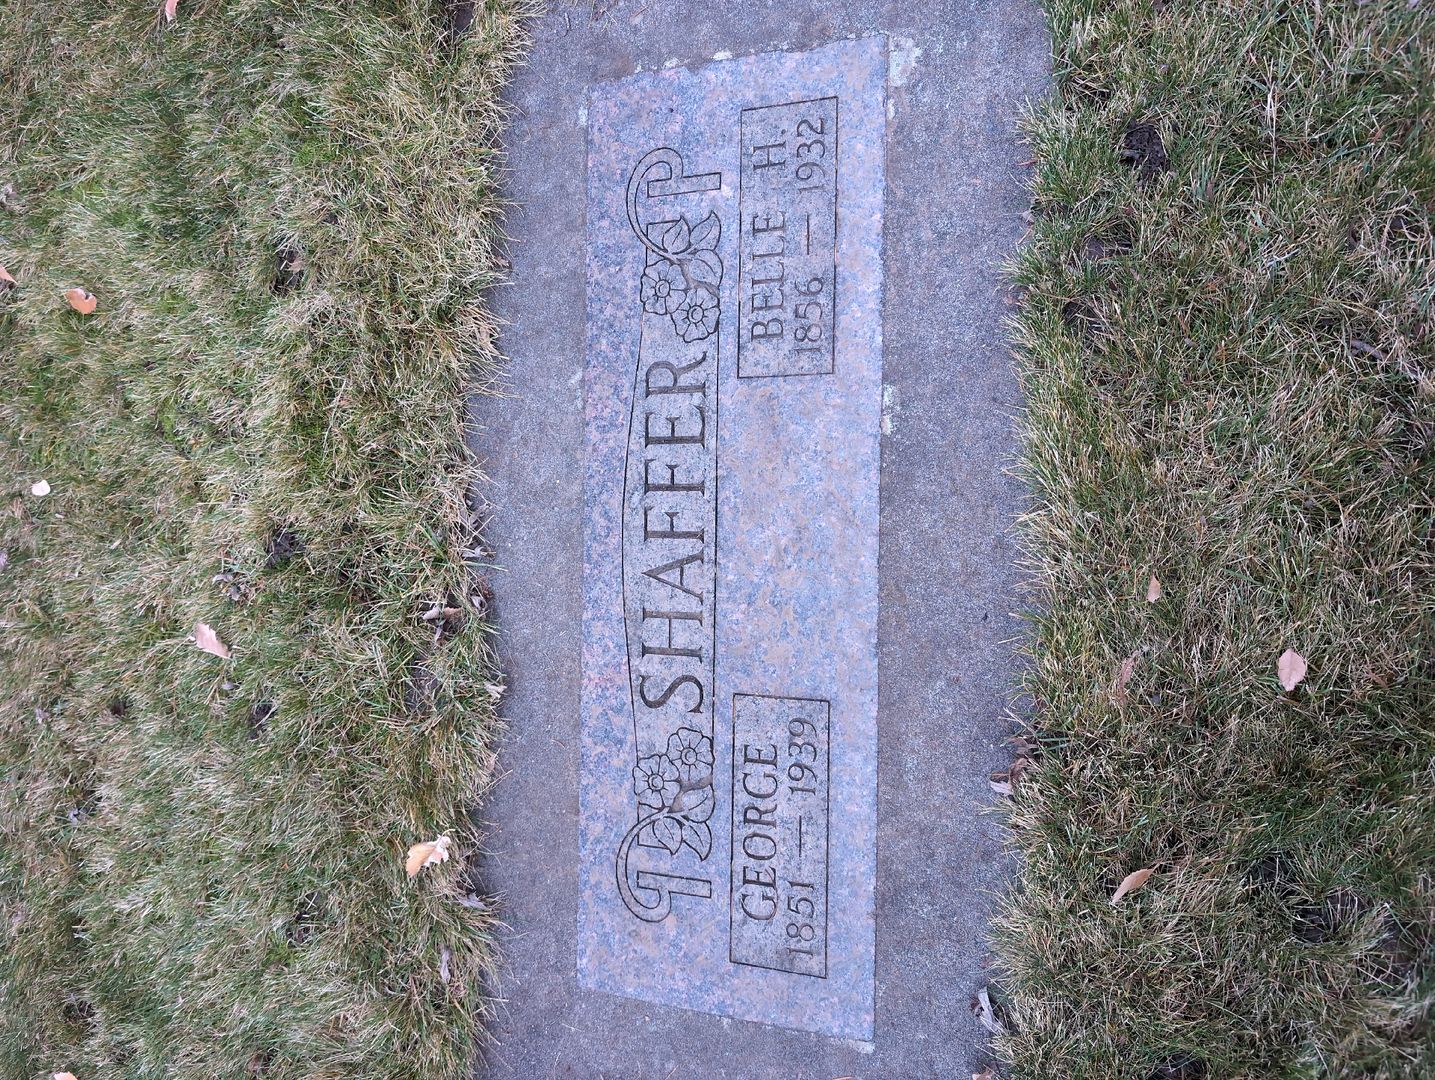 SHAFFER
GEORGE
1851 — 1939
BELLE H.
1856 — 1932